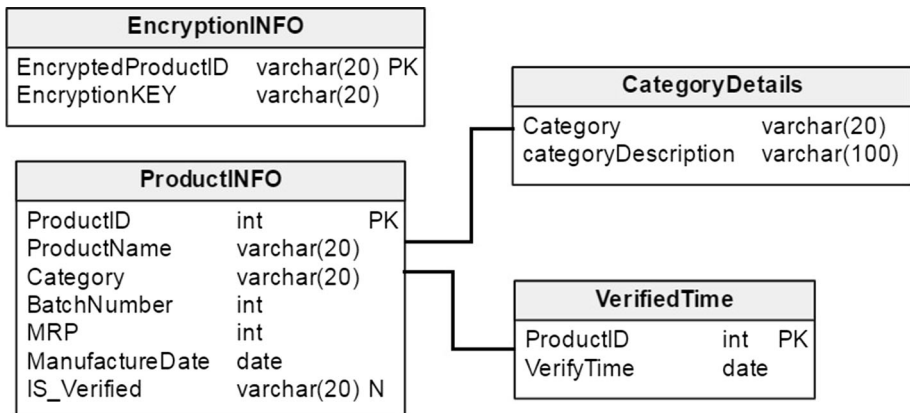 EncryptionINFO
EncryptedProductID varchar(20) PK
EncryptionKEY varchar(20)
CategoryDetails
Category varchar(20)
categoryDescription varchar(100)
ProductINFO
ProductID int PK
ProductName varchar(20)
Category varchar(20)
BatchNumber int
MRP int
ManufactureDate date
IS_Verified varchar(20) N
VerifiedTime
ProductID int PK
VerifyTime date